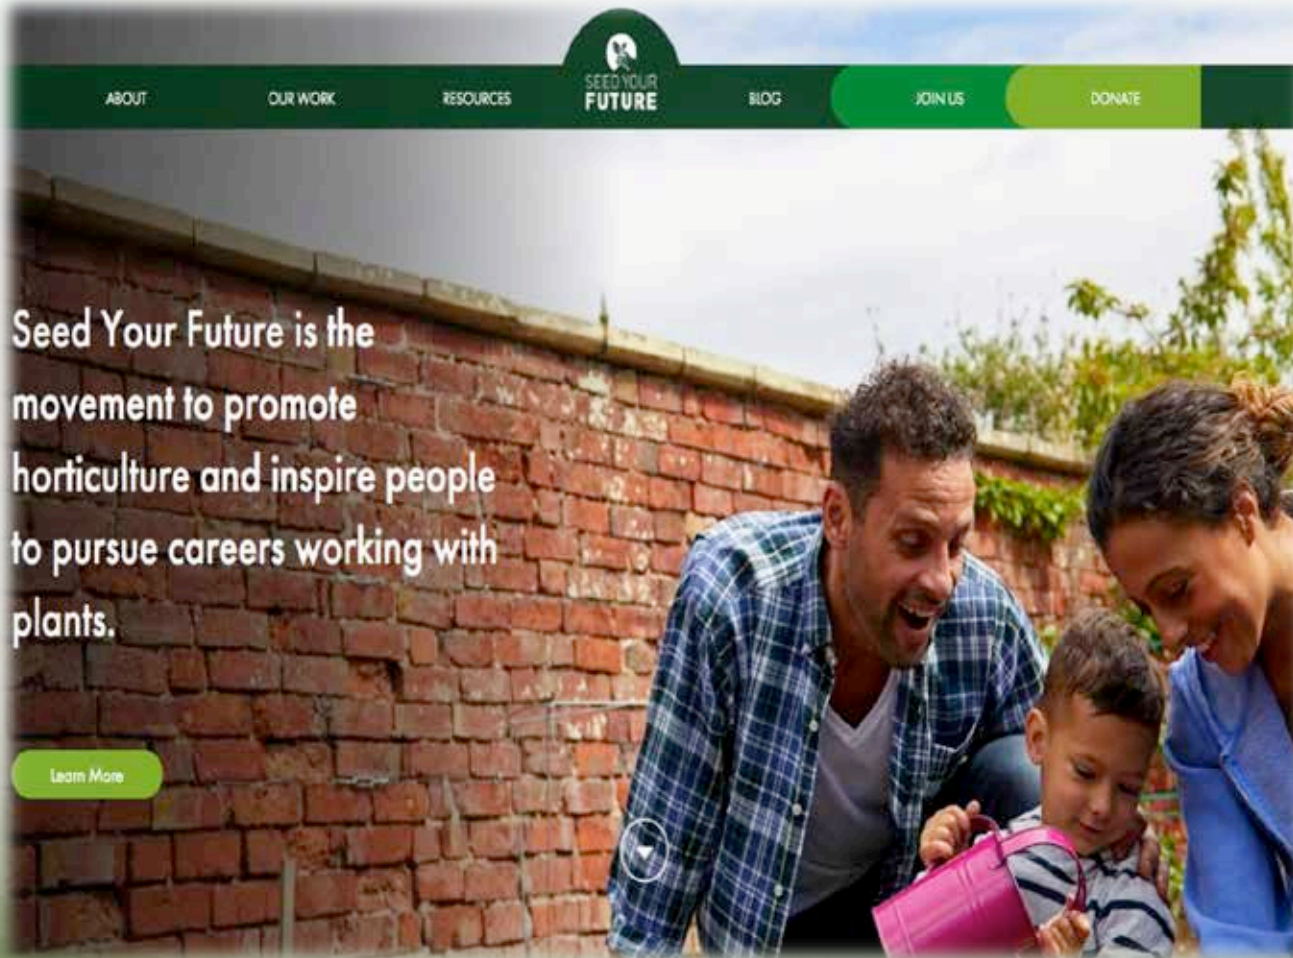 SEED YOUR
FUTURE
ABOUT
OUR WORK
RESOURCES
BLOG
JOIN US
DONATE
Seed Your Future is the
movement to promote
horticulture and inspire people
to pursue careers working with
plants.
Learn More